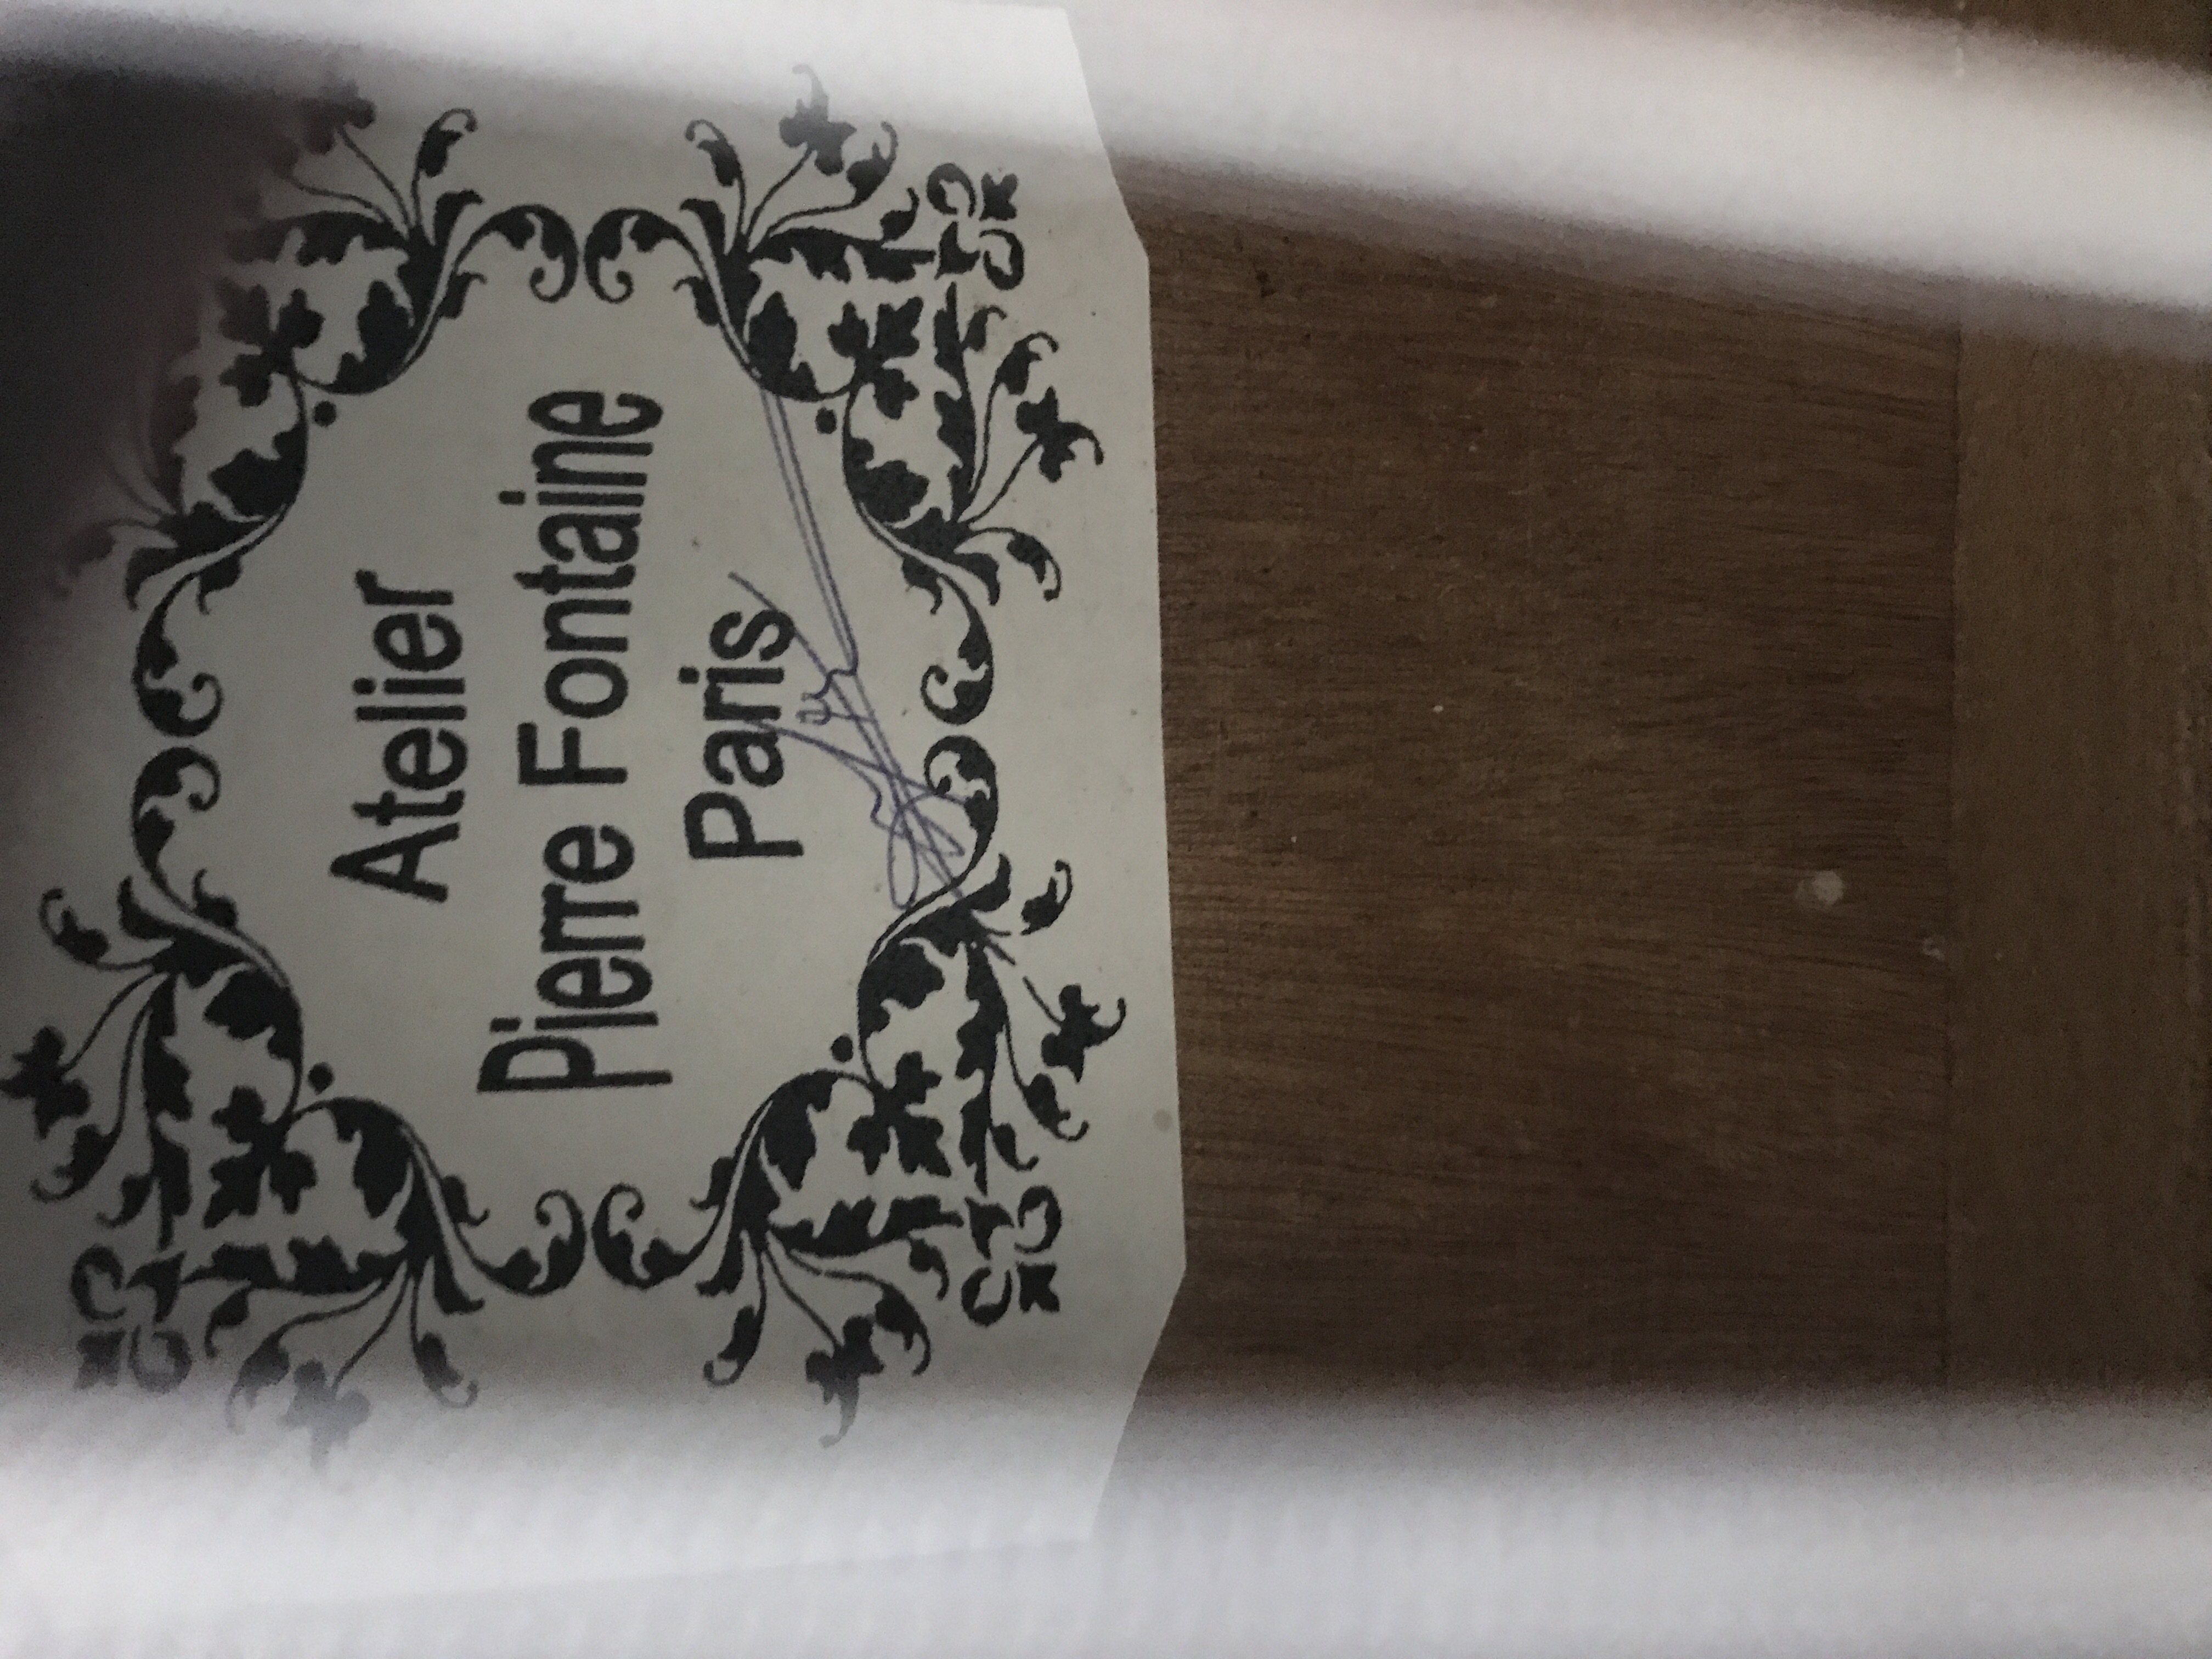 Atelier
Pierre Fontaine
Paris